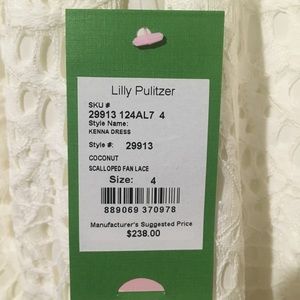 Lilly Pulitzer
SKU #
29913 124AL7 4
Style Name:
KENNA DRESS
Style #: 29913
COCONUT
SCALLOPED FAN LACE
Size: 4
889069 370978
Manufacturer's Suggested Price
$238.00